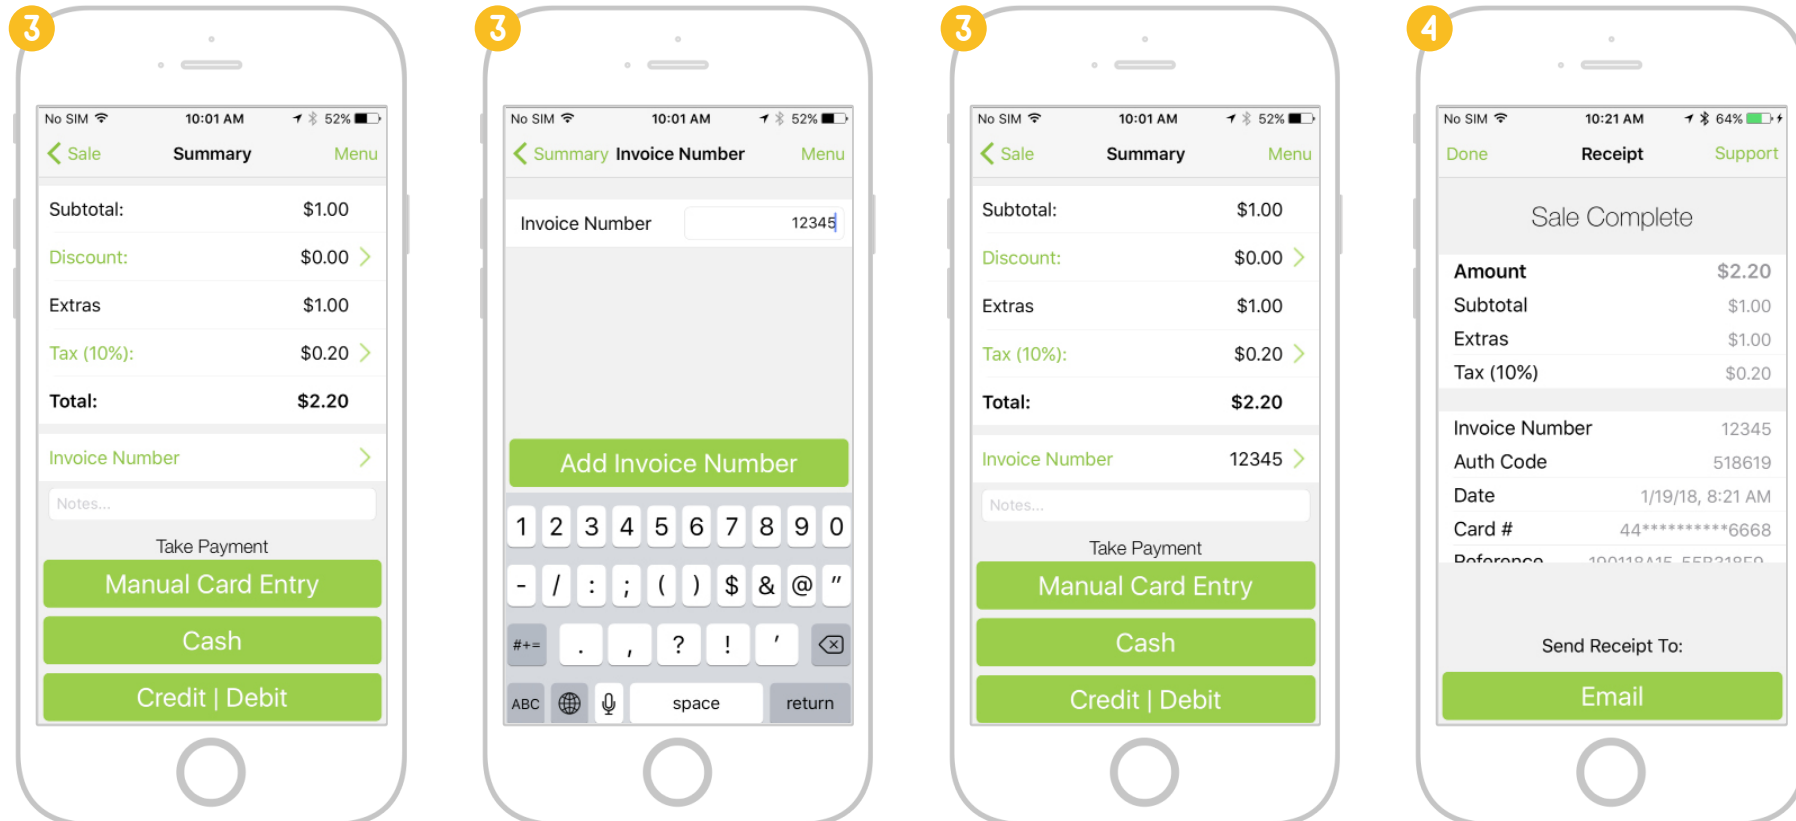 3
No SIM 10:01 AM 52%
Sale Summary Menu
Subtotal: $1.00
Discount: $0.00
Extras $1.00
Tax (10%): $0.20
Total: $2.20
Invoice Number
Notes...
Take Payment
Manual Card Entry
Cash
Credit | Debit
3
No SIM 10:01 AM 52%
Summary Invoice Number Menu
Invoice Number 12345
Add Invoice Number
1 2 3 4 5 6 7 8 9 0
- / : ; ( ) $ & @ "
#+= . , ? ! '
ABC space return
3
No SIM 10:01 AM 52%
Sale Summary Menu
Subtotal: $1.00
Discount: $0.00
Extras $1.00
Tax (10%): $0.20
Total: $2.20
Invoice Number 12345
Notes...
Take Payment
Manual Card Entry
Cash
Credit | Debit
4
No SIM 10:21 AM 64%
Done Receipt Support
Sale Complete
Amount $2.20
Subtotal $1.00
Extras $1.00
Tax (10%) $0.20
Invoice Number 12345
Auth Code 518619
Date 1/19/18, 8:21 AM
Card # 44**********6668
Reference
Send Receipt To:
Email